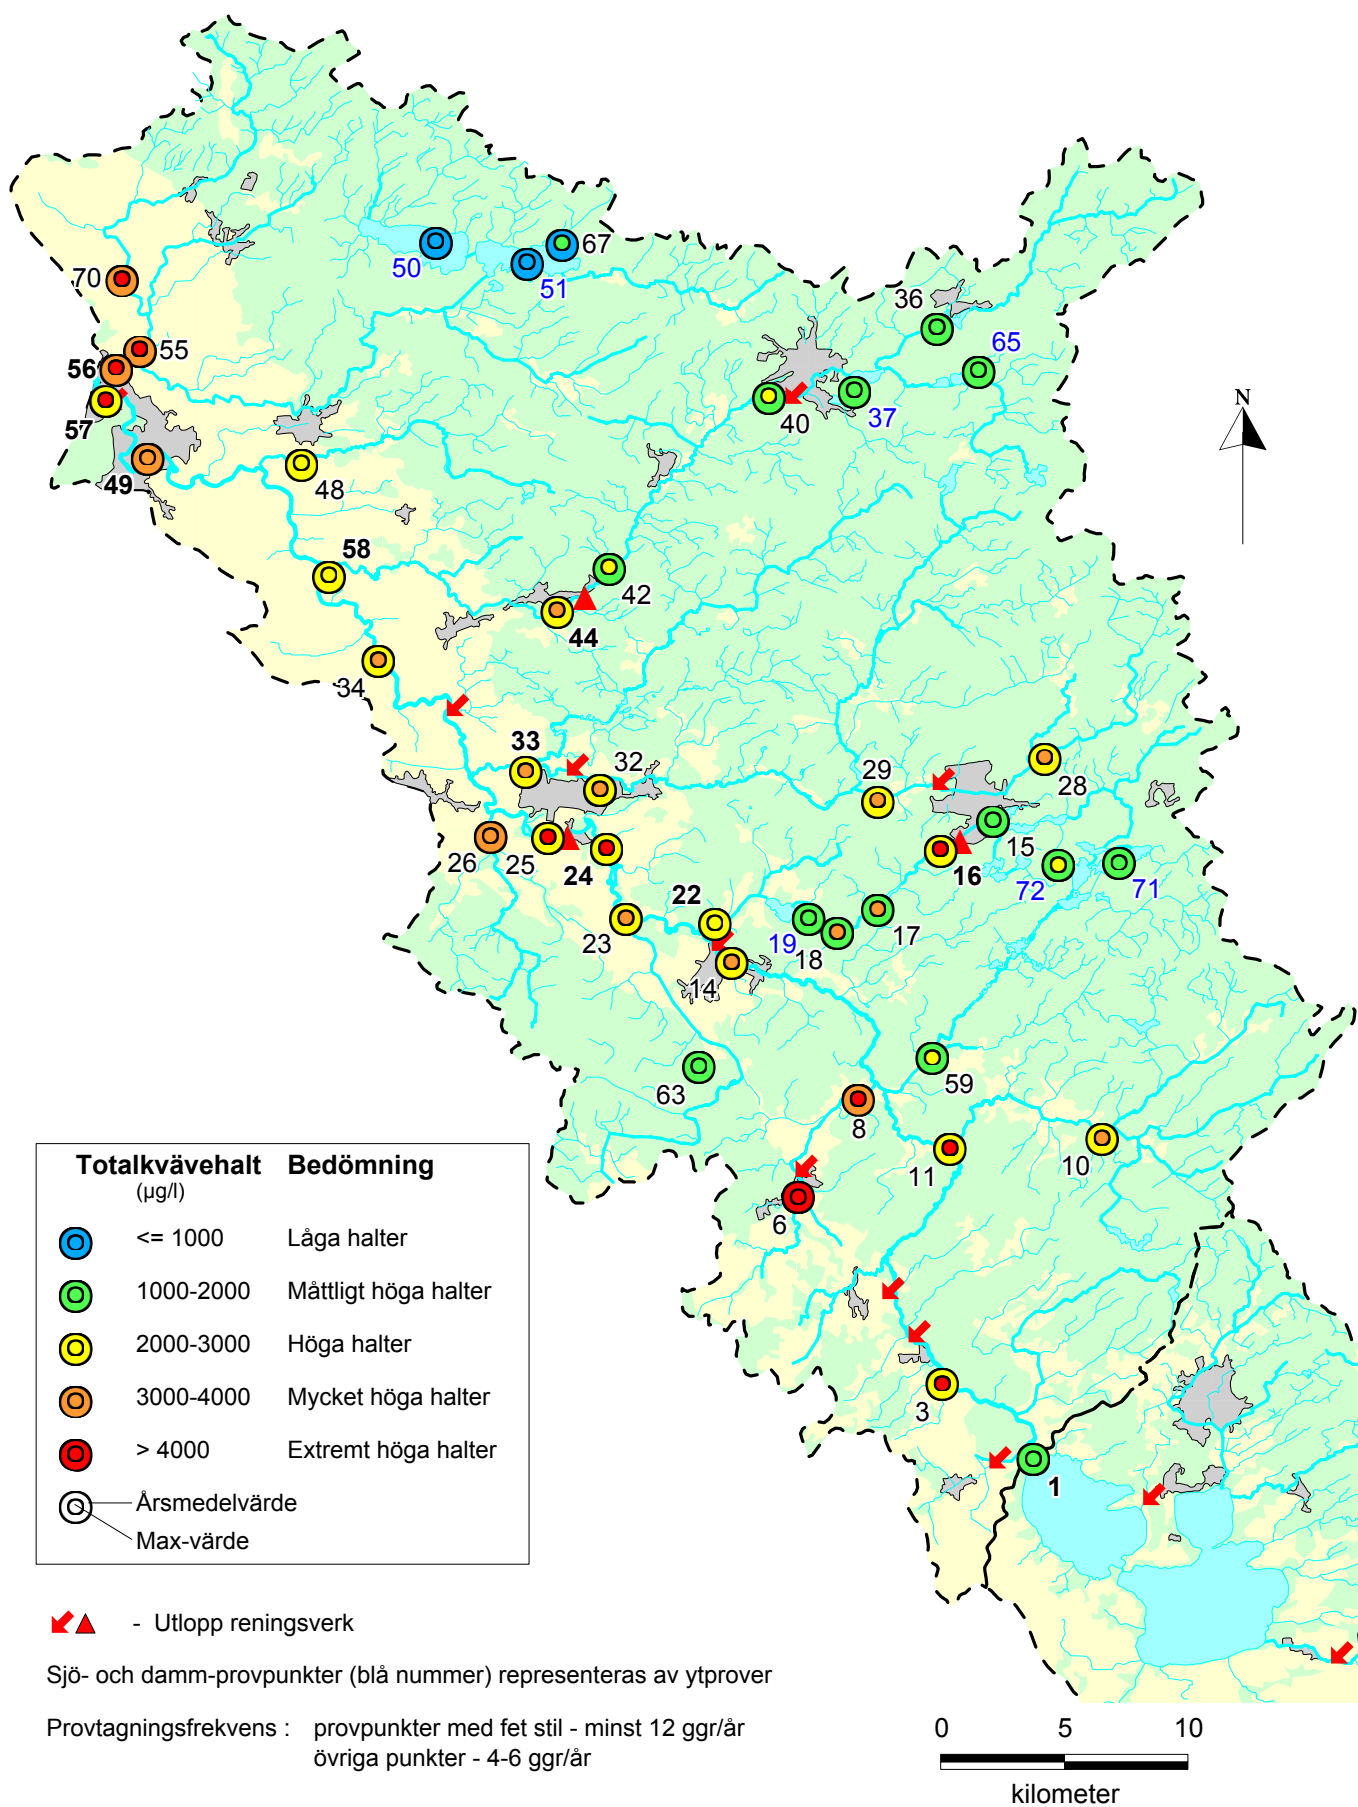 67
50
51
70
36
65
55
56
57
40
37
N
49
48
58
42
44
34
33
32
29
28
26
25
24
15
16
72
71
22
23
19
18
17
14
63
59
8
11
10
6
3
1
Totalkvävehalt Bedömning
(µg/l)
<= 1000 Låga halter
1000-2000 Måttligt höga halter
2000-3000 Höga halter
3000-4000 Mycket höga halter
> 4000 Extremt höga halter
Årsmedelvärde
Max-värde
- Utlopp reningsverk
Sjö- och damm-provpunkter (blå nummer) representeras av ytprover
Provtagningsfrekvens : provpunkter med fet stil - minst 12 ggr/år
övriga punkter - 4-6 ggr/år
0 5 10
kilometer